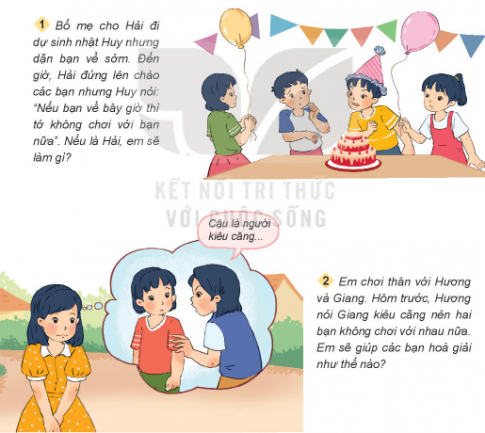 1 Bố mẹ cho Hải đi
dự sinh nhật Huy nhưng
dặn bạn về sớm. Đến
giờ, Hải đứng lên chào
các bạn nhưng Huy nói:
“Nếu bạn về bây giờ thì
tớ không chơi với bạn
nữa”. Nếu là Hải, em sẽ
làm gì?
KẾT NỐI TRI THỨC
VỚI CUỘC SỐNG
Cậu là người
kiêu căng...
2 Em chơi thân với Hương
và Giang. Hôm trước, Hương
nói Giang kiêu căng nên hai
bạn không chơi với nhau nữa.
Em sẽ giúp các bạn hoà giải
như thế nào?